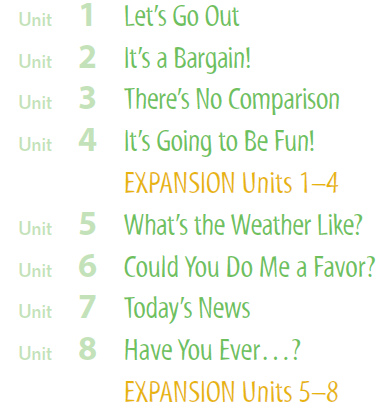 Unit 1 Let's Go Out
Unit 2 It's a Bargain!
Unit 3 There's No Comparison
Unit 4 It's Going to Be Fun!
EXPANSION Units 1–4
Unit 5 What's the Weather Like?
Unit 6 Could You Do Me a Favor?
Unit 7 Today's News
Unit 8 Have You Ever…?
EXPANSION Units 5–8